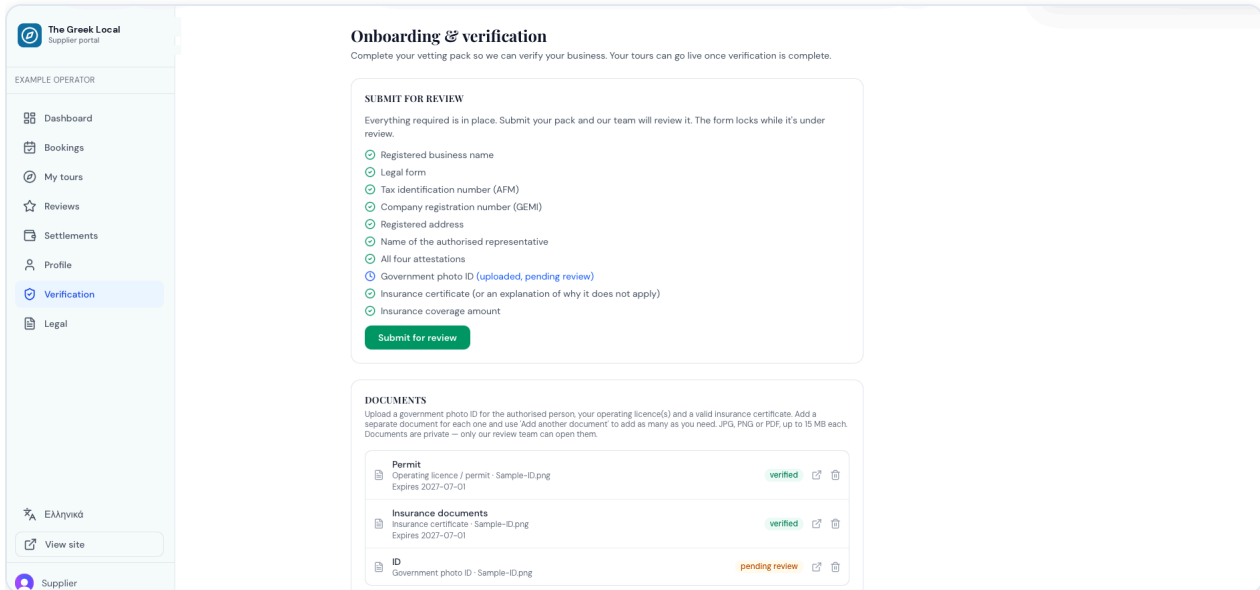 The Greek Local
Supplier portal
EXAMPLE OPERATOR
Dashboard
Bookings
My tours
Reviews
Settlements
Profile
Verification
Legal
Ελληνικά
View site
Supplier
Onboarding & verification
Complete your vetting pack so we can verify your business. Your tours can go live once verification is complete.
SUBMIT FOR REVIEW
Everything required is in place. Submit your pack and our team will review it. The form locks while it's under
review.
Registered business name
Legal form
Tax identification number (AFM)
Company registration number (GEMI)
Registered address
Name of the authorised representative
All four attestations
Government photo ID (uploaded, pending review)
Insurance certificate (or an explanation of why it does not apply)
Insurance coverage amount
Submit for review
DOCUMENTS
Upload a government photo ID for the authorised person, your operating licence(s) and a valid insurance certificate. Add a
separate document for each one and use 'Add another document' to add as many as you need. JPG, PNG or PDF, up to 15 MB each.
Documents are private — only our review team can open them.
Permit
Operating licence / permit · Sample-ID.png
Expires 2027-07-01
verified
Insurance documents
Insurance certificate · Sample-ID.png
Expires 2027-07-01
verified
ID
Government photo ID · Sample-ID.png
pending review